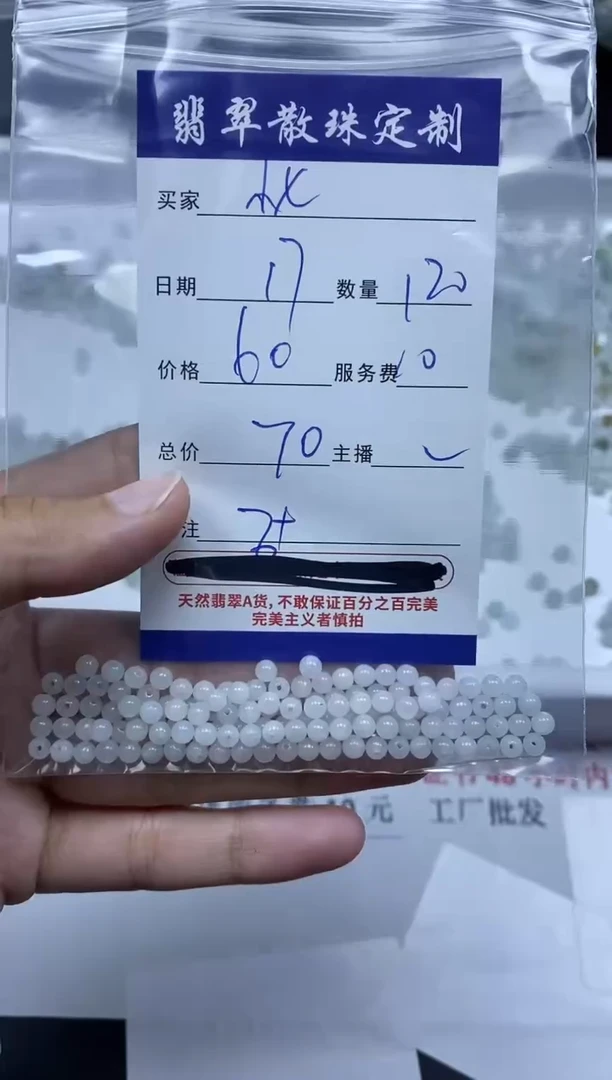 翡翠散珠定制
买家
日期 17 数量 120
价格 60 服务费 10
总价 70 主播
注
天然翡翠A货，不敢保证百分之百完美
完美主义者慎拍
元 工厂批发